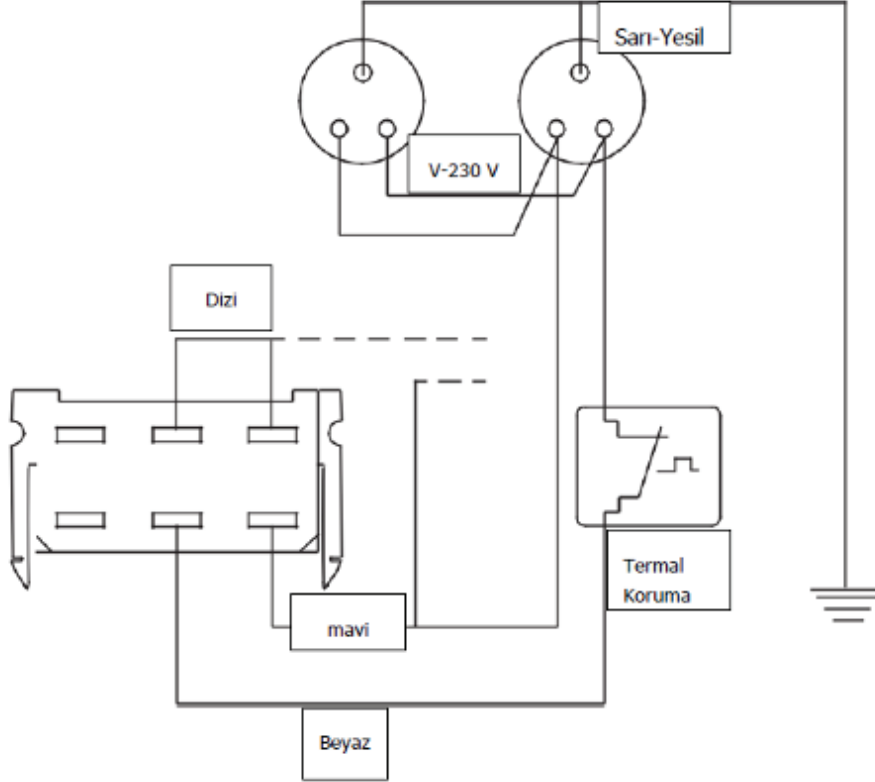 Sarı-Yesil
V-230 V
Dizi
Termal
Koruma
mavi
Beyaz